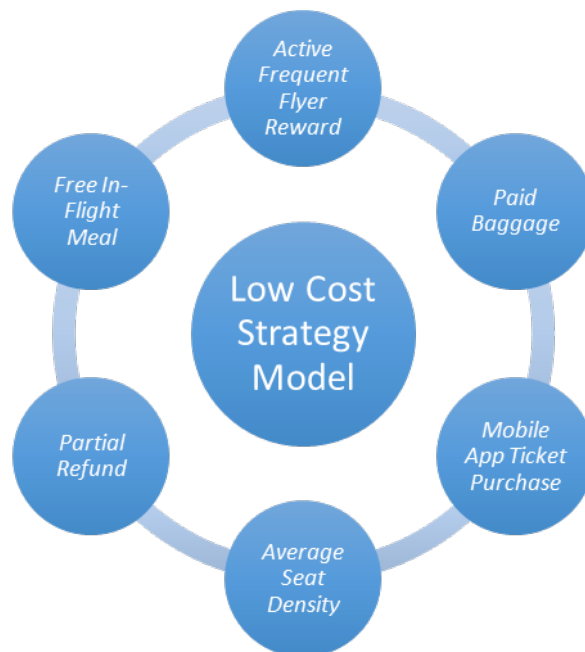 Active
Frequent
Flyer
Reward
Paid
Baggage
Mobile
App Ticket
Purchase
Average
Seat
Density
Partial
Refund
Free In-
Flight
Meal
Low Cost
Strategy
Model